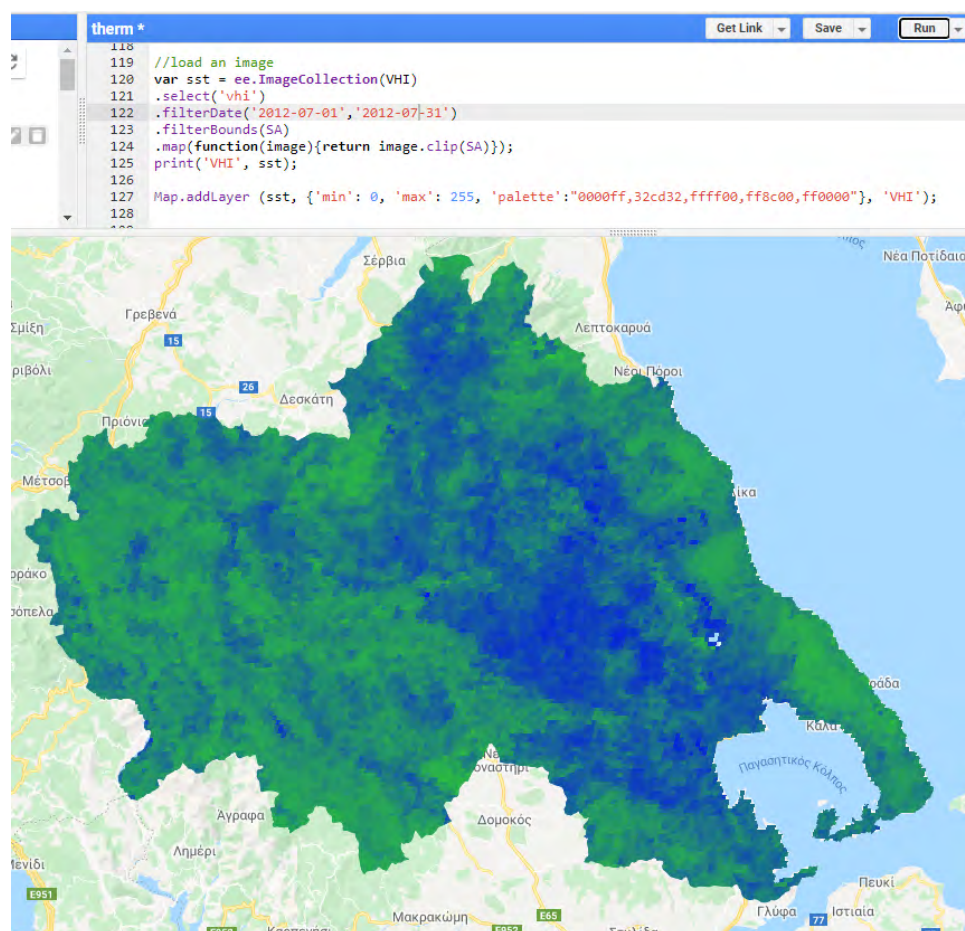 therm *
Get Link
Save
Run
118
119 //load an image
120 var sst = ee.ImageCollection(VHI)
121 .select('vhi')
122 .filterDate('2012-07-01','2012-07-31')
123 .filterBounds(SA)
124 .map(function(image){return image.clip(SA)});
125 print('VHI', sst);
126
127 Map.addLayer (sst, {'min': 0, 'max': 255, 'palette':"0000ff,32cd32,ffff00,ff8c00,ff0000"}, 'VHI');
128
Σέρβια
Νέα Ποτίδαια
Γρεβενά
Σμίξη
Λεπτοκαρυά
15
Νέοι Πόροι
26
Δεσκάτη
15
Παγασητικός Κόλπος
Άγραφα
Δομοκός
Λημέρι
E951
Πευκί
Μακρακώμη
E65
Γλύφα
77
Ιστιαία